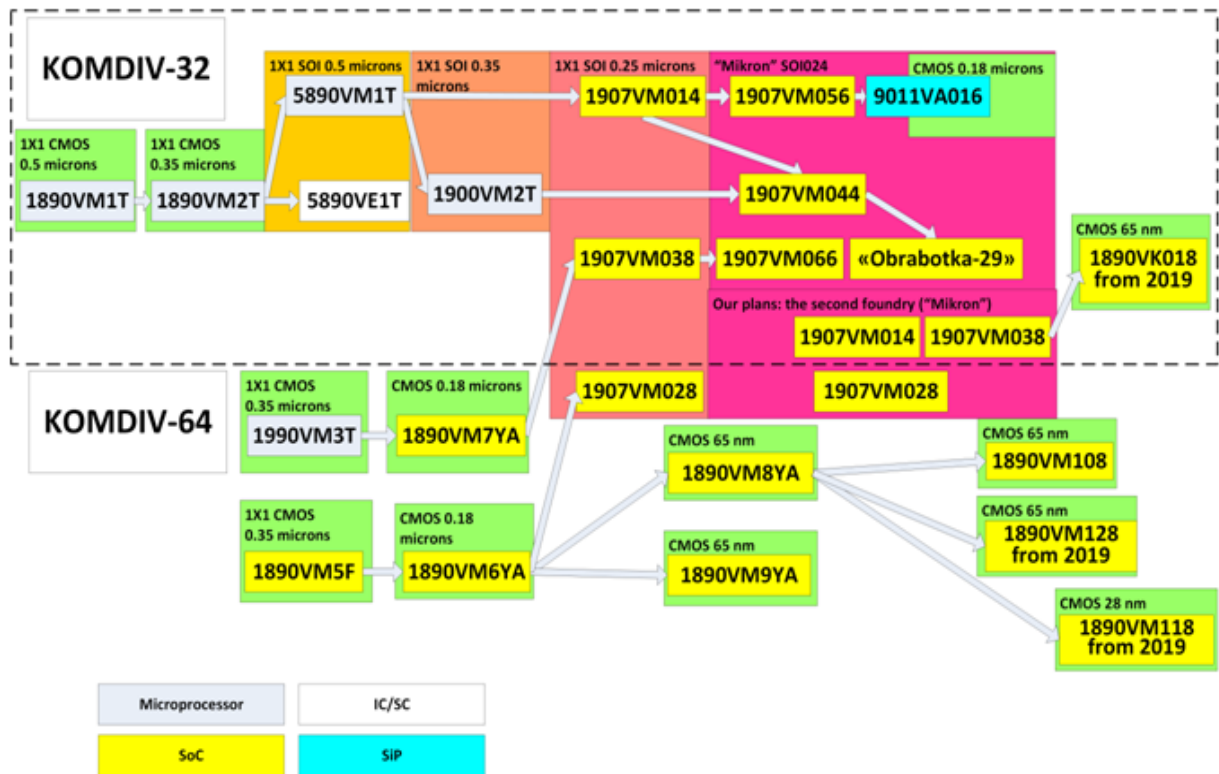 KOMDIV-32
1X1 SOI 0.5 microns
1X1 SOI 0.35
microns
1X1 SOI 0.25 microns
“Mikron” SOI024
CMOS 0.18 microns
5890VM1T
1907VM014
1907VM056
9011VA016
1X1 CMOS
0.5 microns
1X1 CMOS
0.35 microns
1890VM1T
1890VM2T
5890VE1T
1900VM2T
1907VM044
CMOS 65 nm
1890VK018
from 2019
1907VM038
1907VM066
«Obrabotka-29»
Our plans: the second foundry (“Mikron”)
1907VM014
1907VM038
KOMDIV-64
1X1 CMOS
0.35 microns
1990VM3T
CMOS 0.18 microns
1890VM7YA
1907VM028
1907VM028
CMOS 65 nm
1890VM8YA
CMOS 65 nm
1890VM108
1X1 CMOS
0.35 microns
1890VM5F
CMOS 0.18
microns
1890VM6YA
CMOS 65 nm
1890VM9YA
CMOS 65 nm
1890VM128
from 2019
CMOS 28 nm
1890VM118
from 2019
Microprocessor
IC/SC
SoC
SiP